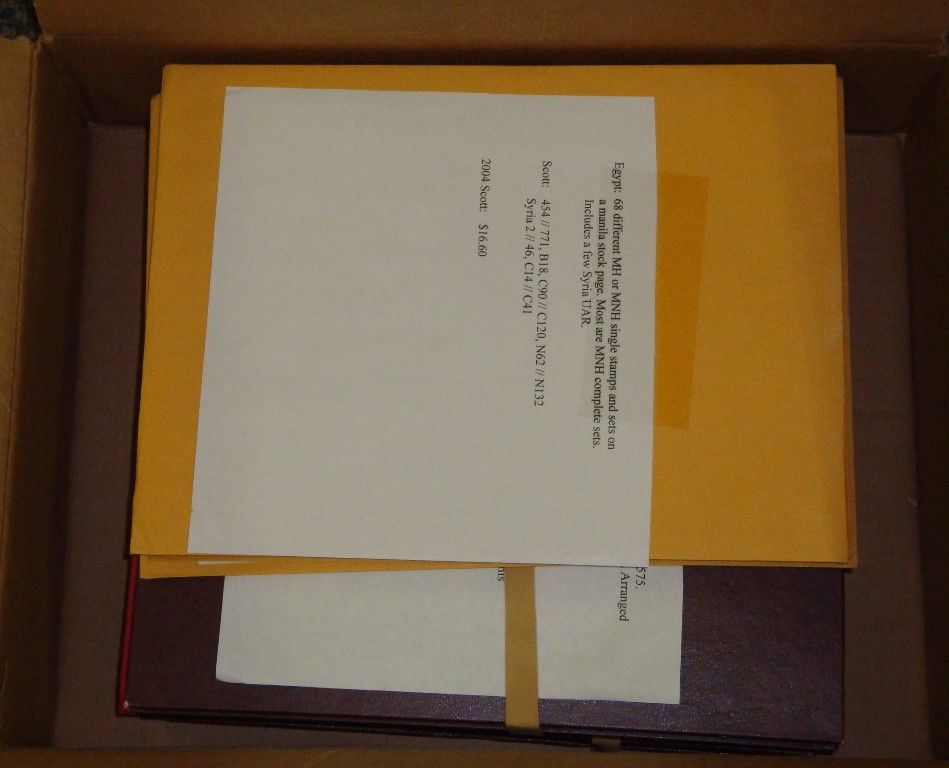 Egypt: 68 different MH or MNH single stamps and sets on
a manila stock page. Most are MNH complete sets.
Includes a few Syria UAR.
Scott: 454 // 771, B18, C90 // C120, N62 // N132
Syria 2 // 46, C14 // C41
2004 Scott: $16.60
575.
Arranged